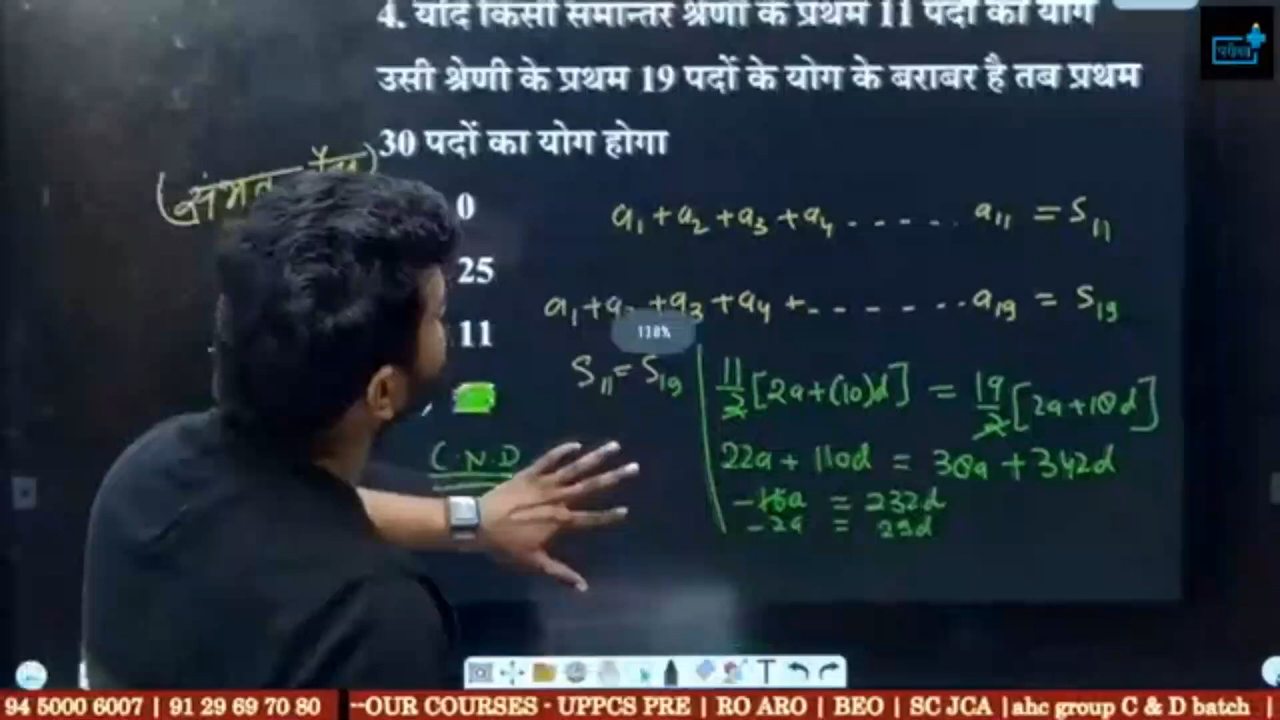 4. यदि किसी समान्तर श्रेणी के प्रथम 11 पदों का योग
उसी श्रेणी के प्रथम 19 पदों के योग के बराबर है तब प्रथम
30 पदों का योग होगा
परीक्षा
0
a₁ + a₂ + a₃ + a₄ ----- a₁₁ = S₁₁
25
a₁ + a₂ + a₃ + a₄ + ------- a₁₉ = S₁₉
11
110%
S₁₁ = S₁₉
11/2 [2a+(10)d] = 19/2 [2a+18d]
C.N.D
22a + 110d = 38a + 342d
-16a = 232d
-2a = 29d
T
94 5000 6007 | 91 29 69 70 80
--OUR COURSES - UPPCS PRE | RO ARO | BEO | SC JCA |ahc group C & D batch |